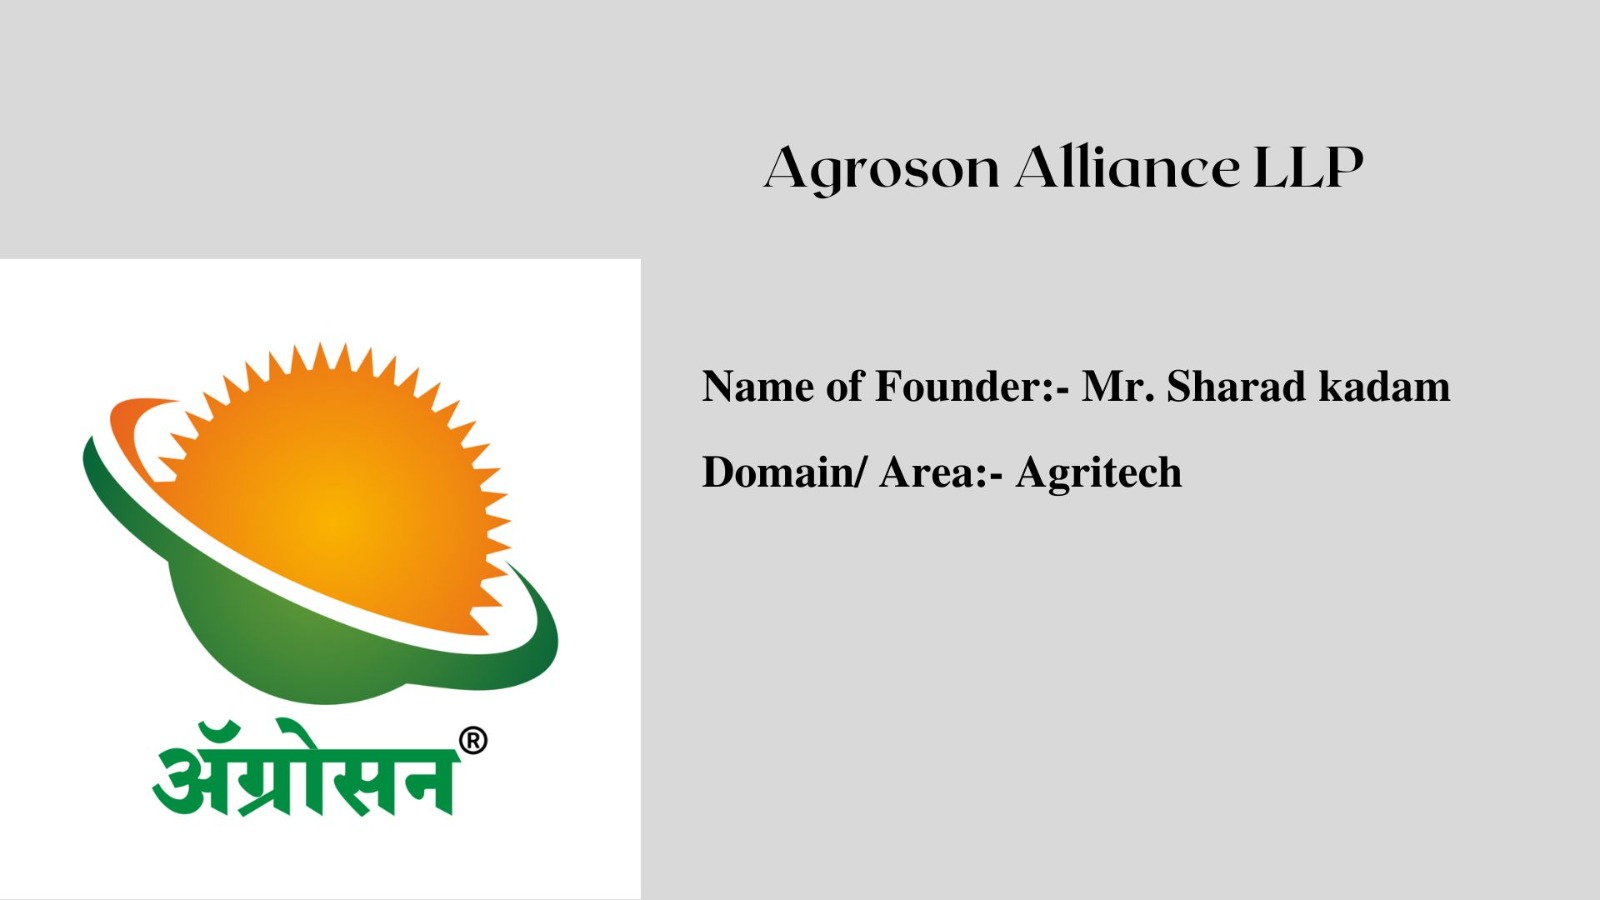 Agroson Alliance LLP
Name of Founder:- Mr. Sharad kadam
Domain/ Area:- Agritech
ॲग्रोसन®